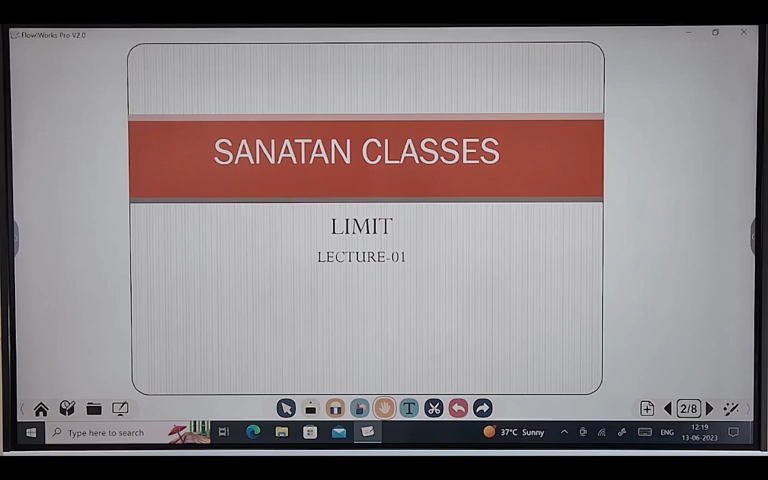 FlowWorks Pro V2.0
SANATAN CLASSES
LIMIT
LECTURE-01
T
2/8
Type here to search
37°C Sunny
ENG
12:19
13-06-2023